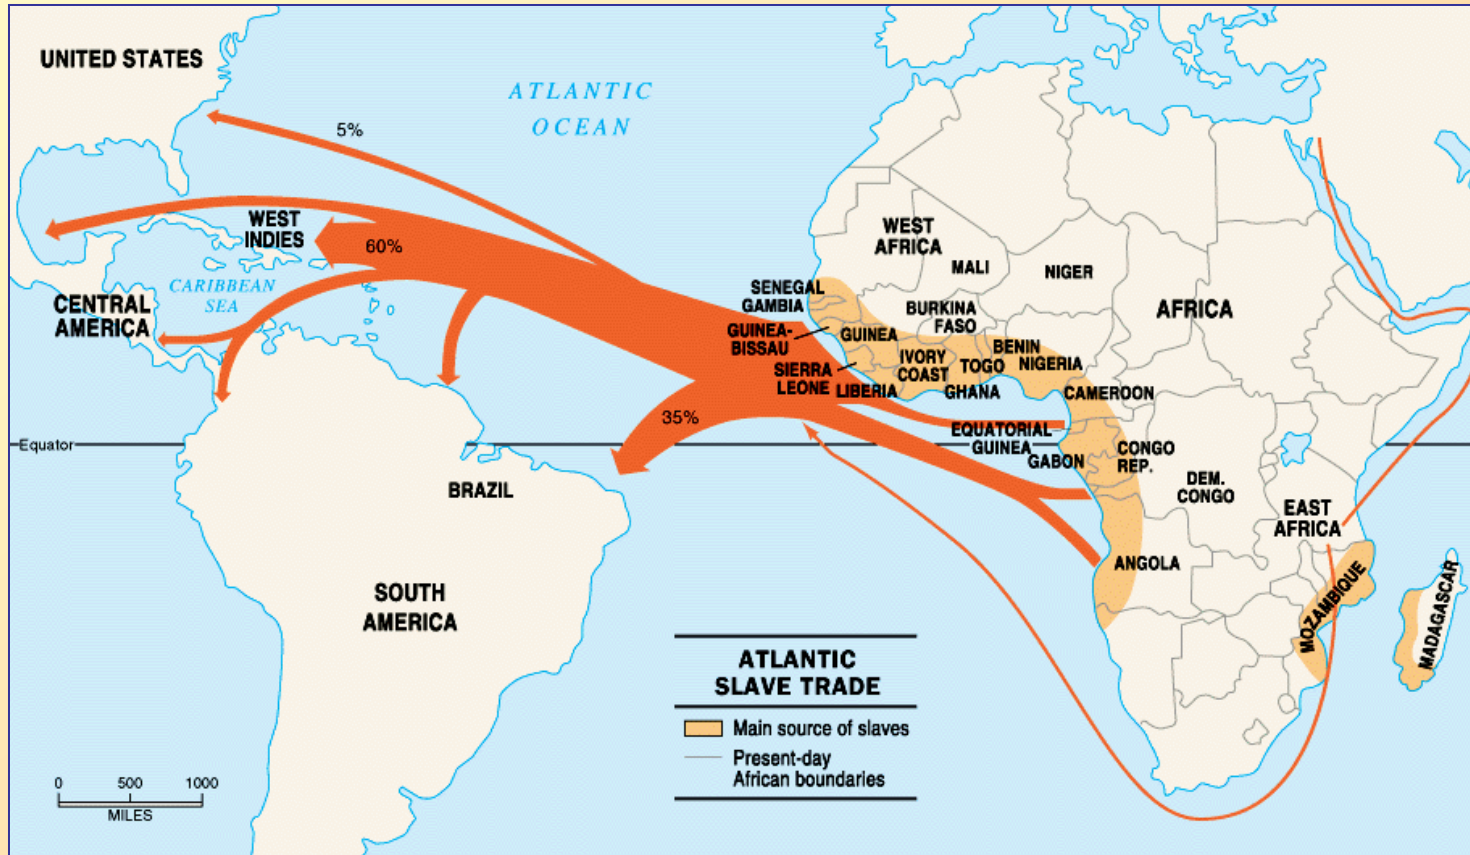 UNITED STATES
ATLANTIC
OCEAN
5%
WEST
INDIES
60%
CARIBBEAN
SEA
CENTRAL
AMERICA
35%
Equator
BRAZIL
SOUTH
AMERICA
WEST
AFRICA
MALI
NIGER
AFRICA
SENEGAL
GAMBIA
BURKINA
FASO
GUINEA-
BISSAU
GUINEA
IVORY
COAST
BENIN
TOGO
NIGERIA
SIERRA
LEONE
LIBERIA
GHANA
CAMEROON
EQUATORIAL
GUINEA
GABON
CONGO
REP.
DEM.
CONGO
EAST
AFRICA
ANGOLA
MOZAMBIQUE
MADAGASCAR
ATLANTIC
SLAVE TRADE
Main source of slaves
Present-day
African boundaries
0 500 1000
MILES